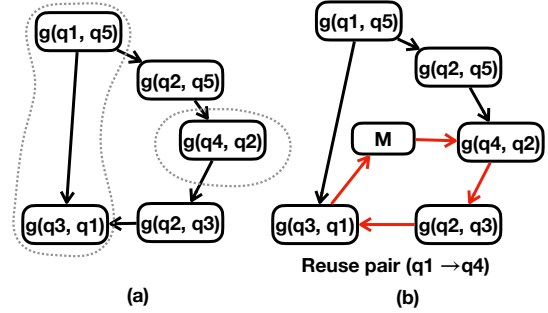 g(q1, q5)
g(q2, q5)
g(q4, q2)
g(q3, q1)
g(q2, q3)
(a)
g(q1, q5)
g(q2, q5)
M
g(q4, q2)
g(q3, q1)
g(q2, q3)
Reuse pair (q1 →q4)
(b)